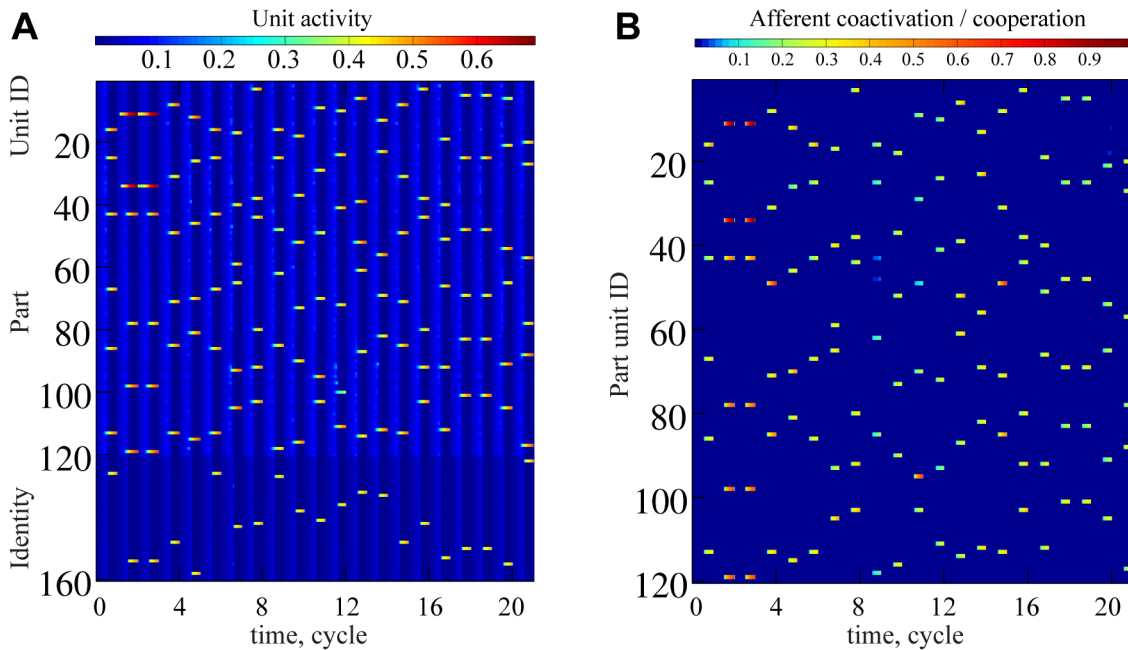 A
Unit activity
0.1 0.2 0.3 0.4 0.5 0.6
Unit ID
Part
Identity
20
40
60
80
100
120
160
0 4 8 12 16 20
time, cycle
B
Afferent coactivation / cooperation
0.1 0.2 0.3 0.4 0.5 0.6 0.7 0.8 0.9
Part unit ID
20
40
60
80
100
120
0 4 8 12 16 20
time, cycle